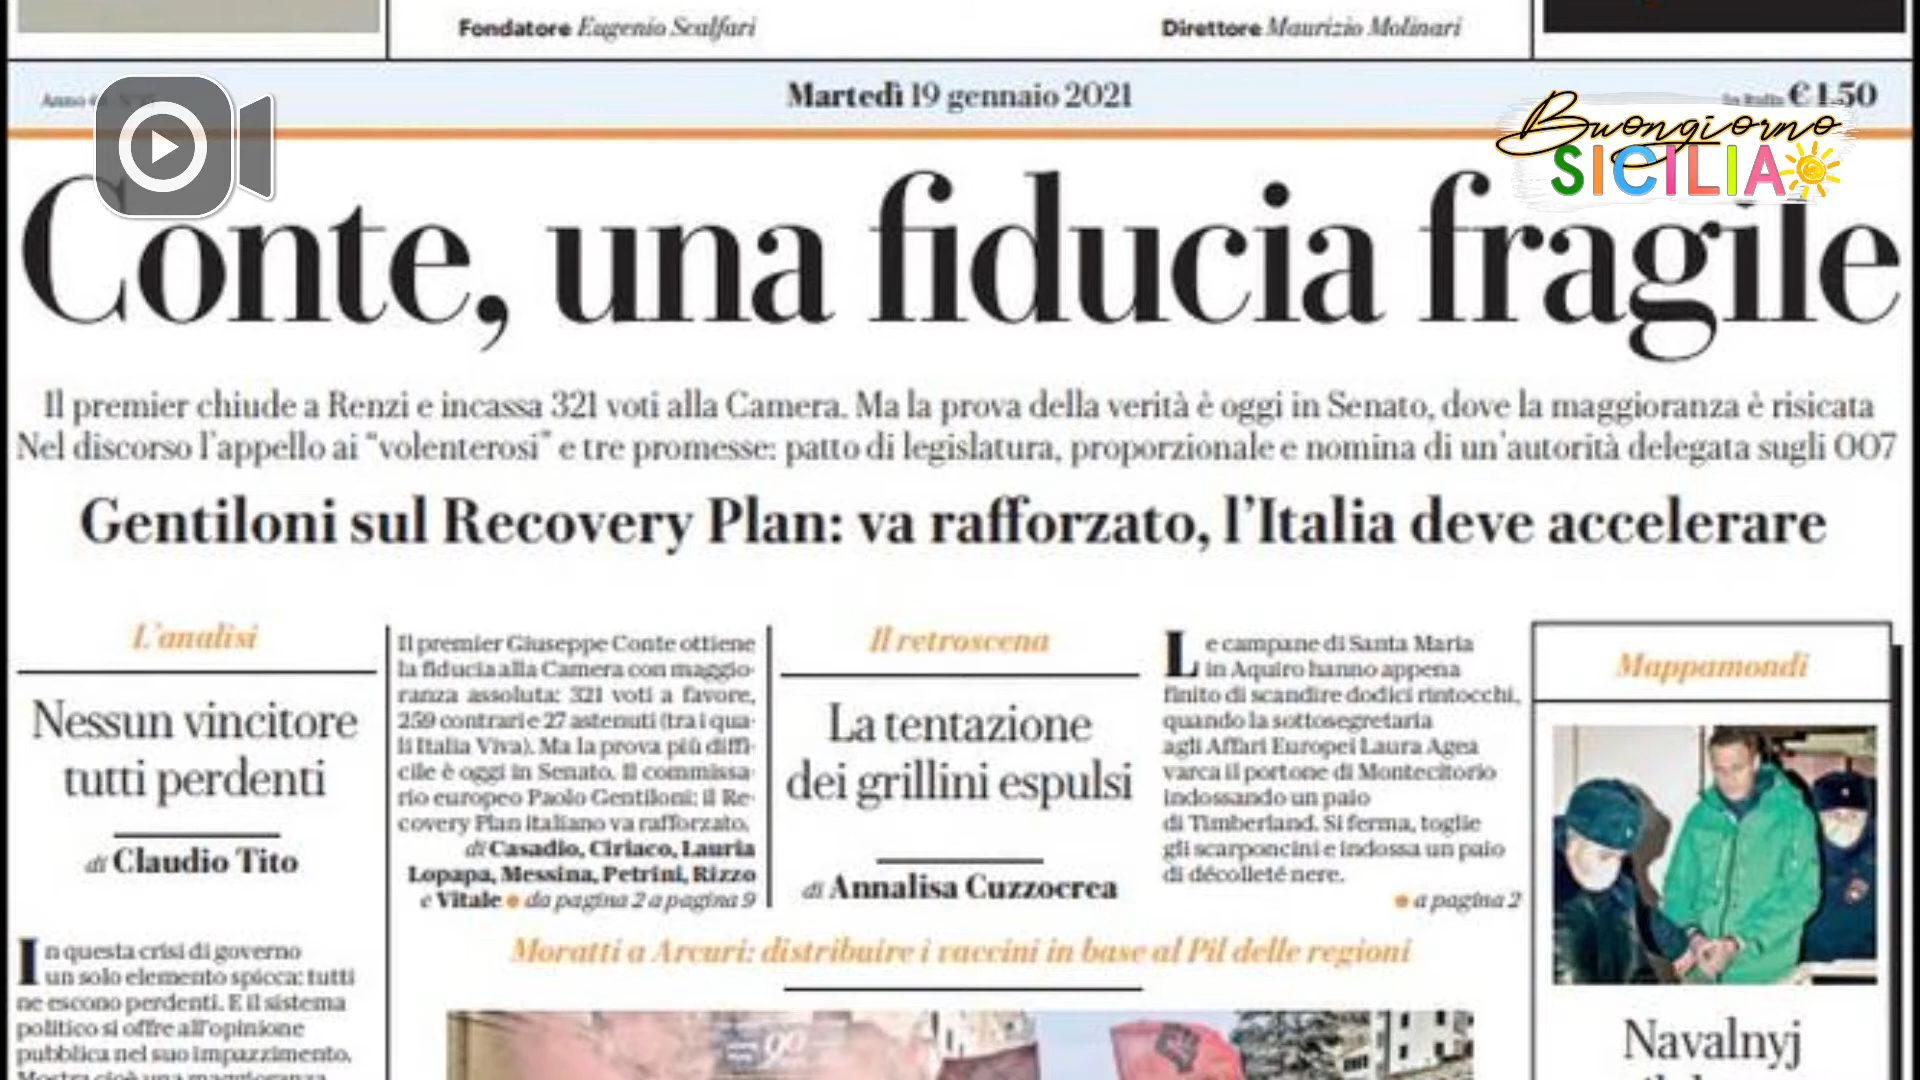 Fondatore Eugenio Scalfari
Direttore Maurizio Molinari
Martedì 19 gennaio 2021
in Italia € 1,50
Buongiorno
SICILIA
Conte, una fiducia fragile
Il premier chiude a Renzi e incassa 321 voti alla Camera. Ma la prova della verità è oggi in Senato, dove la maggioranza è risicata
Nel discorso l'appello ai “volenterosi” e tre promesse: patto di legislatura, proporzionale e nomina di un'autorità delegata sugli 007
Gentiloni sul Recovery Plan: va rafforzato, l'Italia deve accelerare
L'analisi
Nessun vincitore
tutti perdenti
di Claudio Tito
In questa crisi di governo
un solo elemento spicca: tutti
ne escono perdenti. E il sistema
politico si offre all'opinione
pubblica nel suo impazzimento.
Mostra cioè una maggioranza
Il premier Giuseppe Conte ottiene
la fiducia alla Camera con maggio-
ranza assoluta: 321 voti a favore,
259 contrari e 27 astenuti (tra i qua-
li Italia Viva). Ma la prova più diffi-
cile è oggi in Senato. Il commissa-
rio europeo Paolo Gentiloni: il Re-
covery Plan italiano va rafforzato.
di Casadio, Ciriaco, Lauria
Lopapa, Messina, Petrini, Rizzo
e Vitale ● da pagina 2 a pagina 9
Il retroscena
La tentazione
dei grillini espulsi
di Annalisa Cuzzocrea
Le campane di Santa Maria
in Aquiro hanno appena
finito di scandire dodici rintocchi,
quando la sottosegretaria
agli Affari Europei Laura Agea
varca il portone di Montecitorio
indossando un paio
di Timberland. Si ferma, toglie
gli scarponcini e indossa un paio
di décolleté nere.
● a pagina 2
Moratti a Arcuri: distribuire i vaccini in base al Pil delle regioni
Mappamondi
Navalnyj